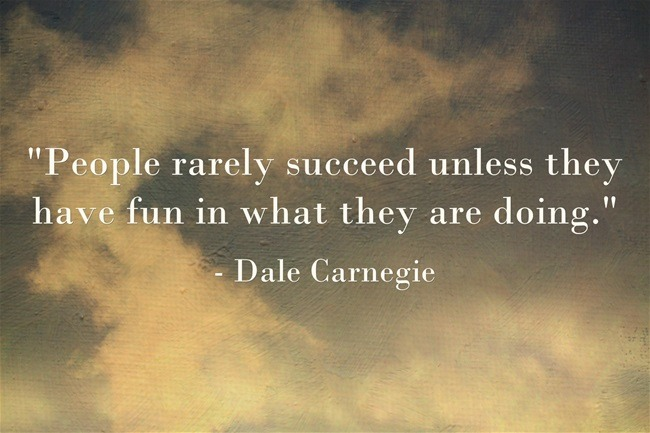 "People rarely succeed unless they
have fun in what they are doing."
- Dale Carnegie